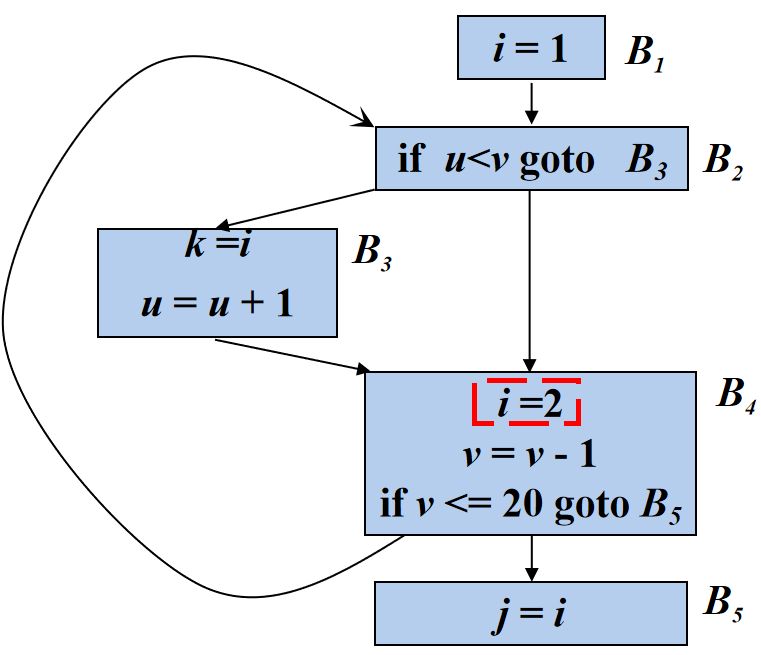 i = 1
B1
if u<v goto B3
B2
k =i
u = u + 1
B3
i =2
v = v - 1
if v <= 20 goto B5
B4
j = i
B5